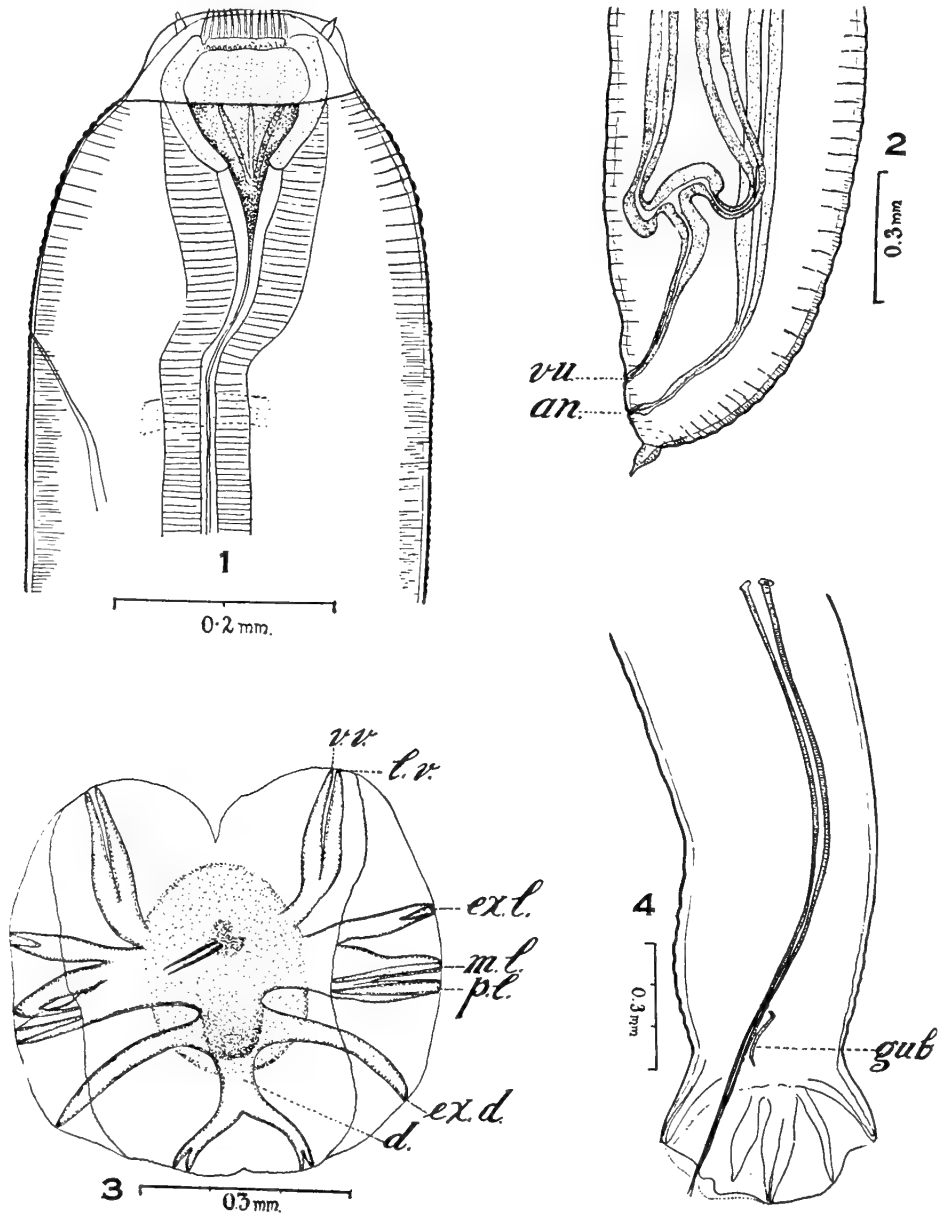 1
0·2 mm.
2
0.3 mm
vu
an.
v.v.
l.v.
ex.l.
m.l.
p.l.
ex.d.
d.
3
0.3 mm.
4
0.3 mm
gub